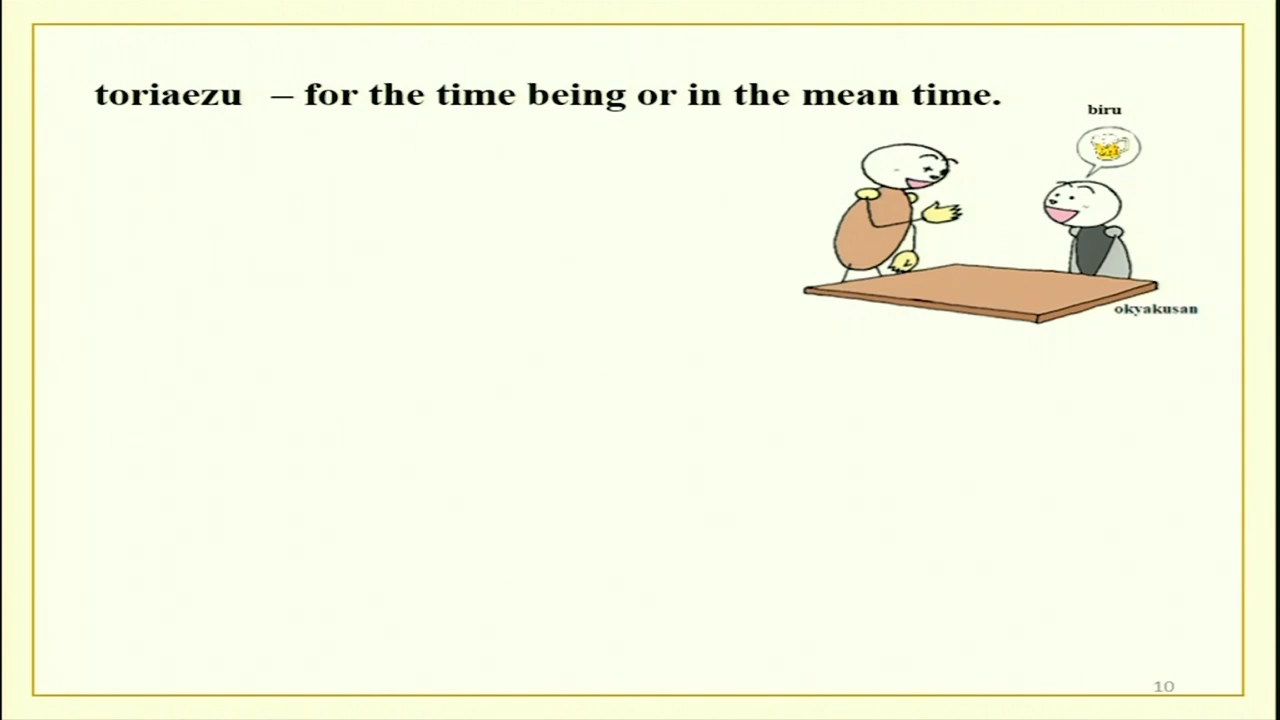 toriaezu – for the time being or in the mean time.
biru
okyakusan
10